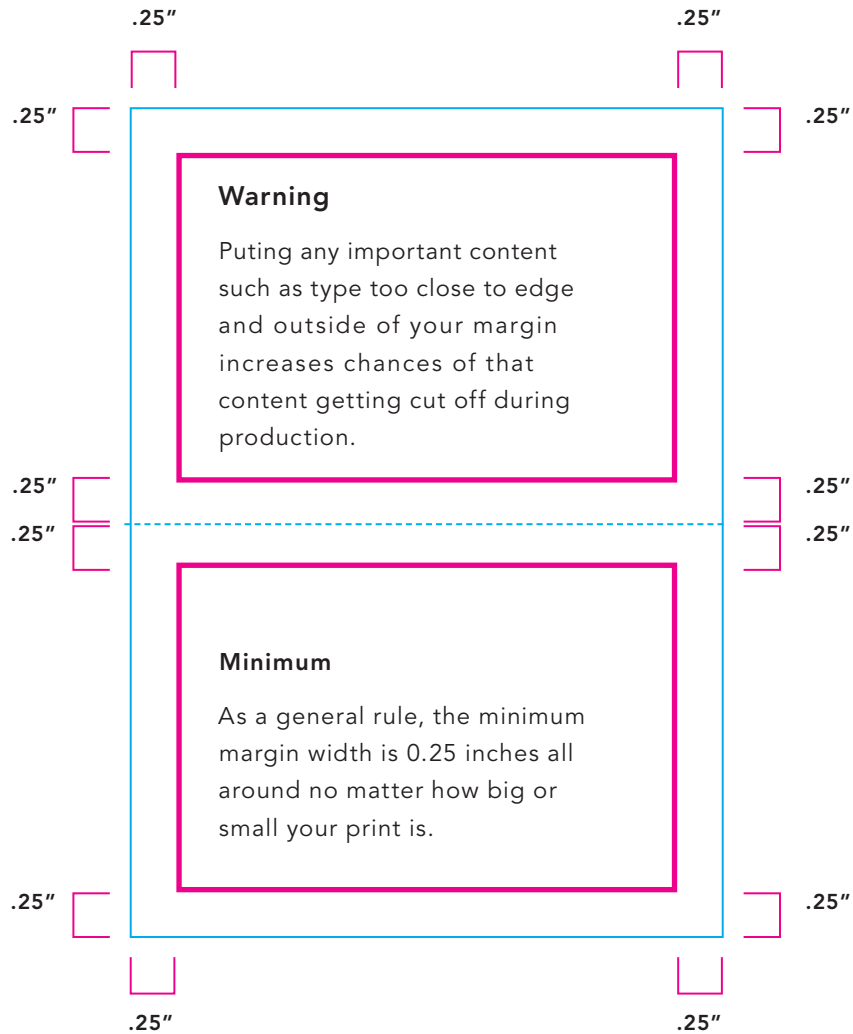 .25"
.25"
.25"
.25"
Warning
Puting any important content
such as type too close to edge
and outside of your margin
increases chances of that
content getting cut off during
production.
.25"
.25"
.25"
.25"
Minimum
As a general rule, the minimum
margin width is 0.25 inches all
around no matter how big or
small your print is.
.25"
.25"
.25"
.25"